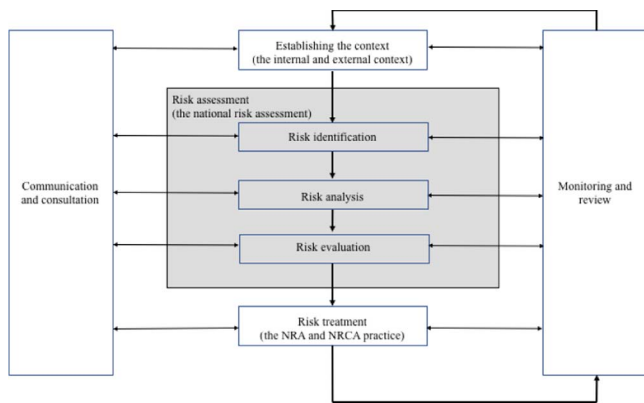 Establishing the context
(the internal and external context)
Risk assessment
(the national risk assessment)
Risk identification
Communication
and consultation
Risk analysis
Monitoring and
review
Risk evaluation
Risk treatment
(the NRA and NRCA practice)